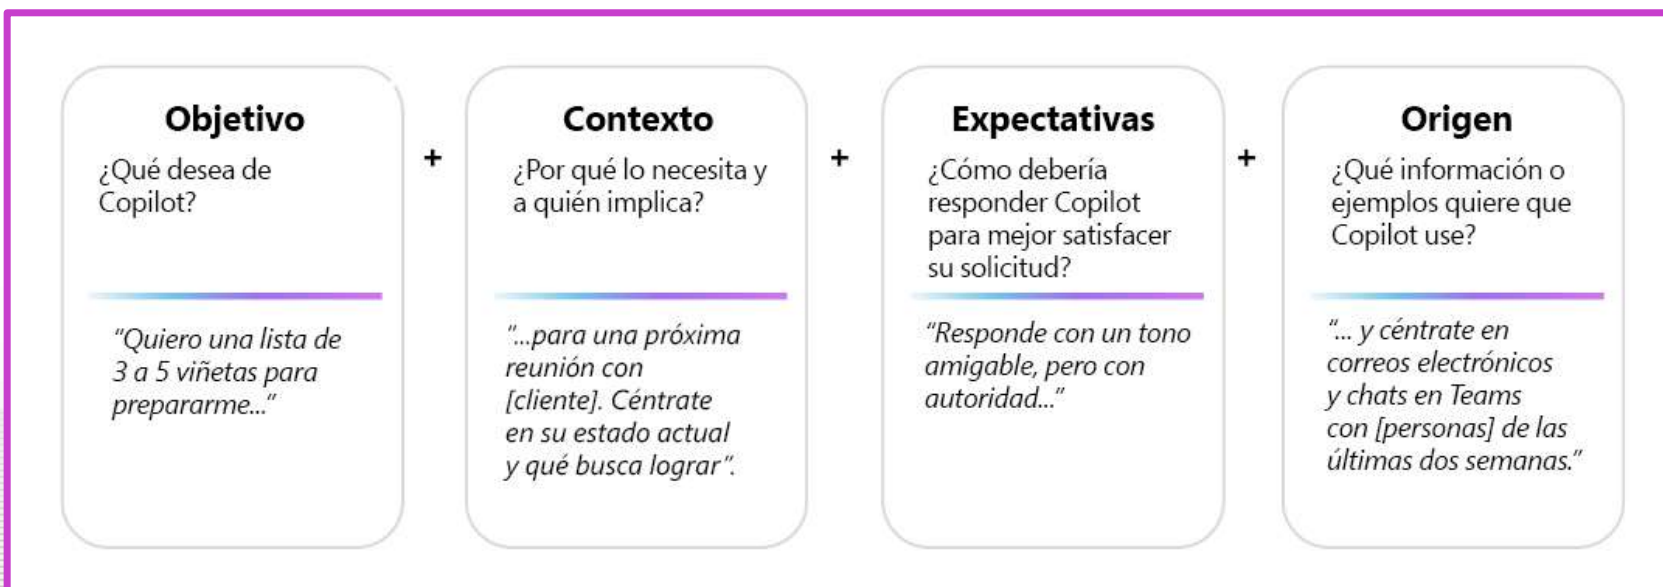 Objetivo
¿Qué desea de
Copilot?
"Quiero una lista de
3 a 5 viñetas para
prepararme..."
+
Contexto
¿Por qué lo necesita y
a quién implica?
"...para una próxima
reunión con
[cliente]. Céntrate
en su estado actual
y qué busca lograr".
+
Expectativas
¿Cómo debería
responder Copilot
para mejor satisfacer
su solicitud?
"Responde con un tono
amigable, pero con
autoridad..."
+
Origen
¿Qué información o
ejemplos quiere que
Copilot use?
"... y céntrate en
correos electrónicos
y chats en Teams
con [personas] de las
últimas dos semanas."